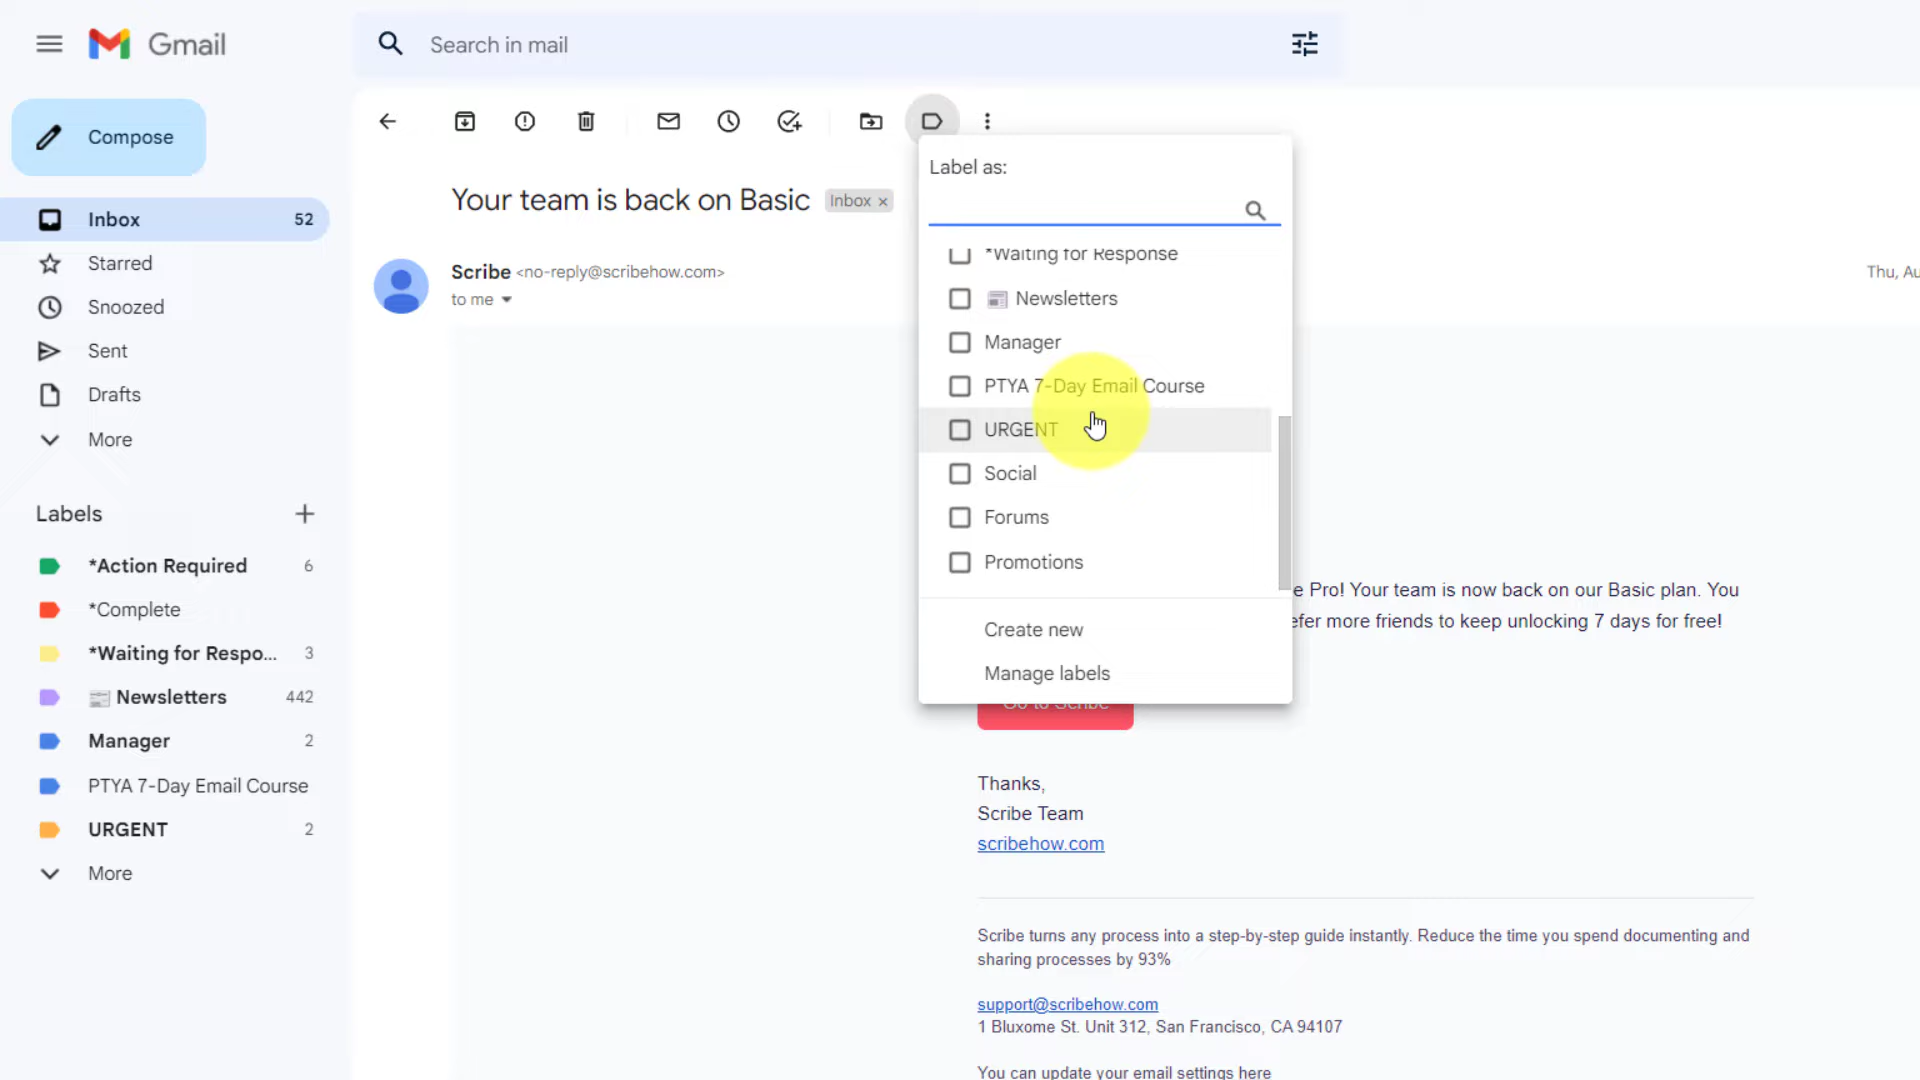 Gmail
Search in mail
Compose
Inbox 52
Starred
Snoozed
Sent
Drafts
More
Labels
*Action Required 6
*Complete
*Waiting for Respo... 3
Newsletters 442
Manager 2
PTYA 7-Day Email Course
URGENT 2
More
Your team is back on Basic Inbox ×
Scribe <no-reply@scribehow.com>
to me
Thu, Au
Label as:
*Waiting for Response
Newsletters
Manager
PTYA 7-Day Email Course
URGENT
Social
Forums
Promotions
Create new
Manage labels
e Pro! Your team is now back on our Basic plan. You
efer more friends to keep unlocking 7 days for free!
Go to Scribe
Thanks,
Scribe Team
scribehow.com
Scribe turns any process into a step-by-step guide instantly. Reduce the time you spend documenting and
sharing processes by 93%
support@scribehow.com
1 Bluxome St. Unit 312, San Francisco, CA 94107
You can update your email settings here